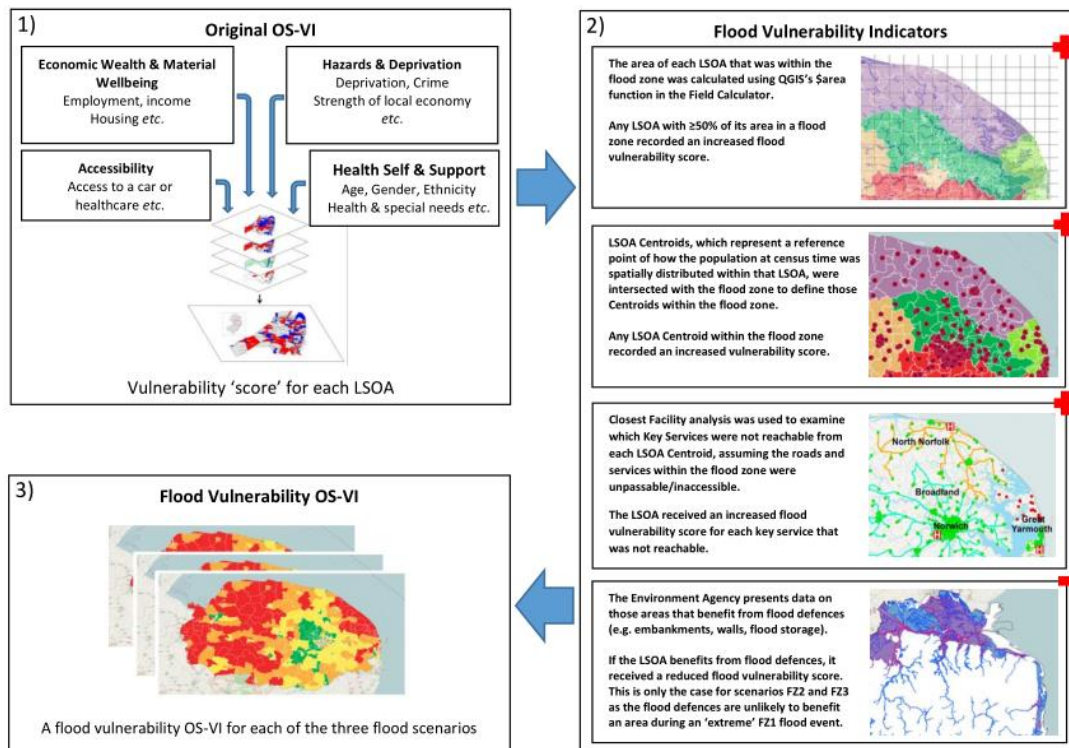 1)
Original OS-VI
Economic Wealth & Material
Wellbeing
Employment, income
Housing etc.
Hazards & Deprivation
Deprivation, Crime
Strength of local economy
etc.
Accessibility
Access to a car or
healthcare etc.
Health Self & Support
Age, Gender, Ethnicity
Health & special needs etc.
Vulnerability ‘score’ for each LSOA
2)
Flood Vulnerability Indicators
The area of each LSOA that was within the
flood zone was calculated using QGIS’s $area
function in the Field Calculator.
Any LSOA with ≥50% of its area in a flood
zone recorded an increased flood
vulnerability score.
LSOA Centroids, which represent a reference
point of how the population at census time was
spatially distributed within that LSOA, were
intersected with the flood zone to define those
Centroids within the flood zone.
Any LSOA Centroid within the flood zone
recorded an increased vulnerability score.
Closest Facility analysis was used to examine
which Key Services were not reachable from
each LSOA Centroid, assuming the roads and
services within the flood zone were
unpassable/inaccessible.
The LSOA received an increased flood
vulnerability score for each key service that
was not reachable.
H
North Norfolk
Broadland
Norwich
H
Great
Yarmouth
H
The Environment Agency presents data on
those areas that benefit from flood defences
(e.g. embankments, walls, flood storage).
If the LSOA benefits from flood defences, it
received a reduced flood vulnerability score.
This is only the case for scenarios FZ2 and FZ3
as the flood defences are unlikely to benefit
an area during an ‘extreme’ FZ1 flood event.
3)
Flood Vulnerability OS-VI
A flood vulnerability OS-VI for each of the three flood scenarios